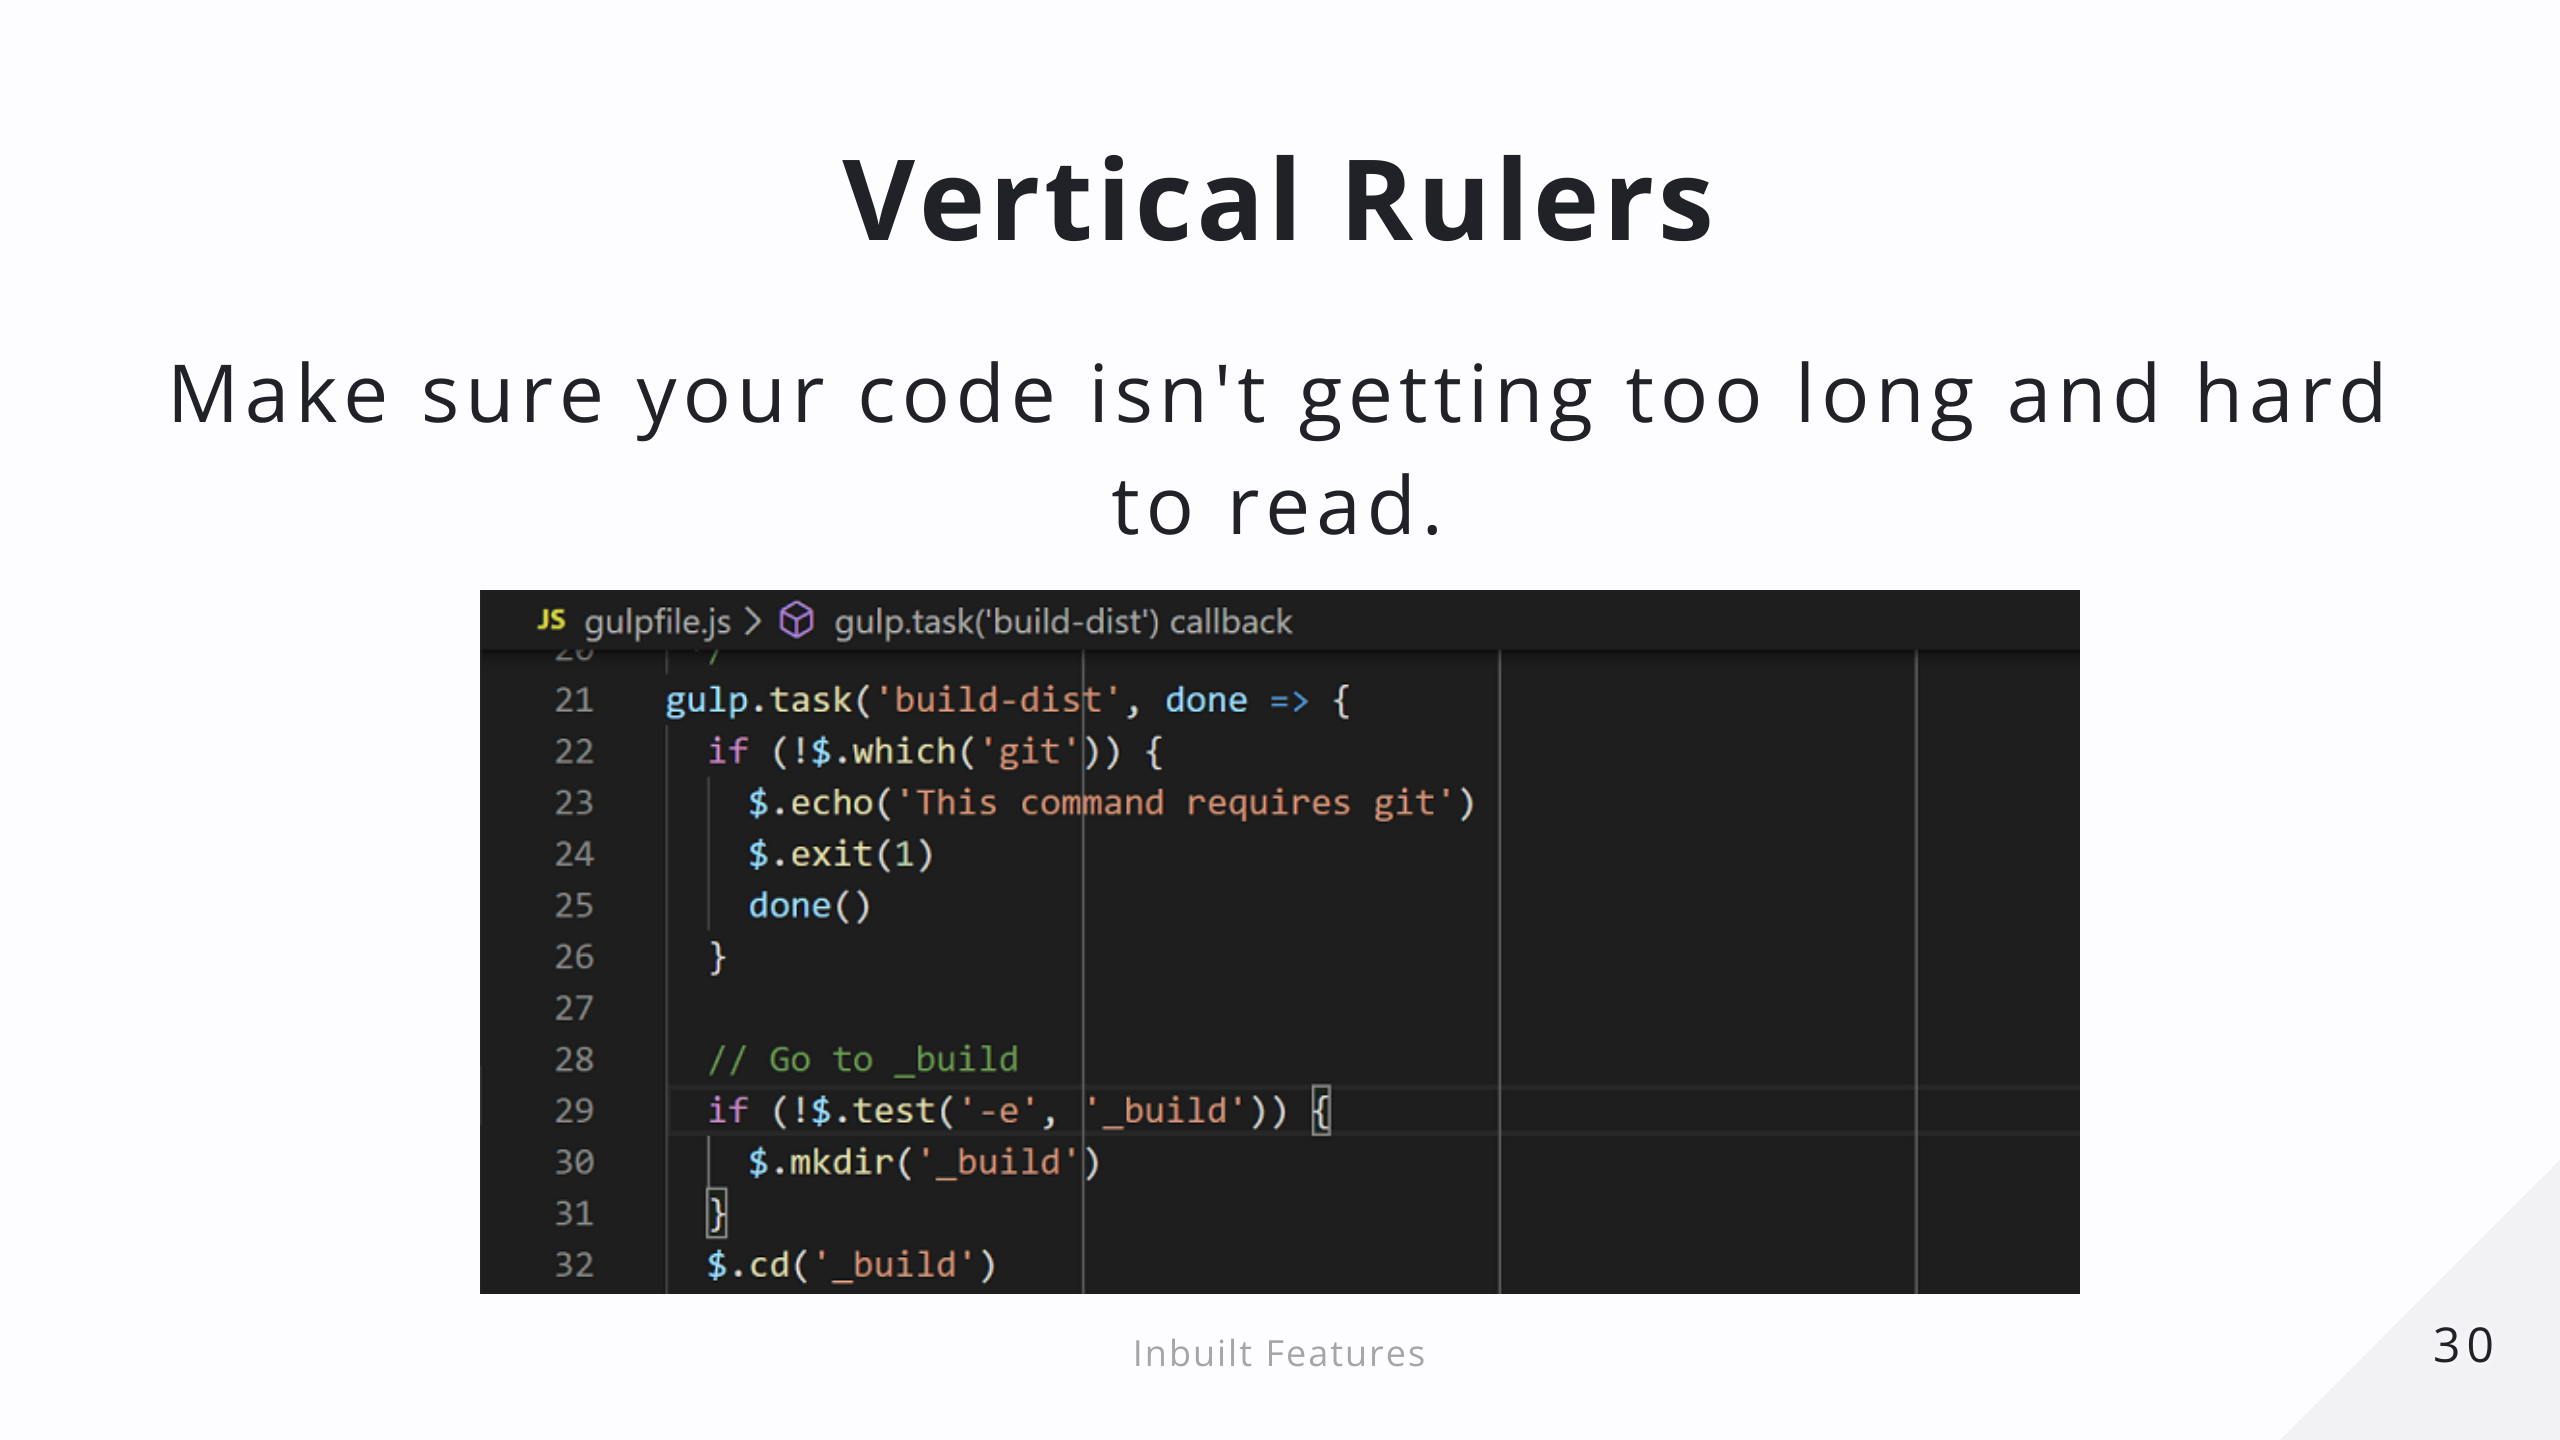 Vertical Rulers
Make sure your code isn't getting too long and hard
to read.
JS gulpfile.js > gulp.task('build-dist') callback
20 */
21 gulp.task('build-dist', done => {
22 if (!$.which('git')) {
23 $.echo('This command requires git')
24 $.exit(1)
25 done()
26 }
27
28 // Go to _build
29 if (!$.test('-e', '_build')) {
30 $.mkdir('_build')
31 }
32 $.cd('_build')
Inbuilt Features
30